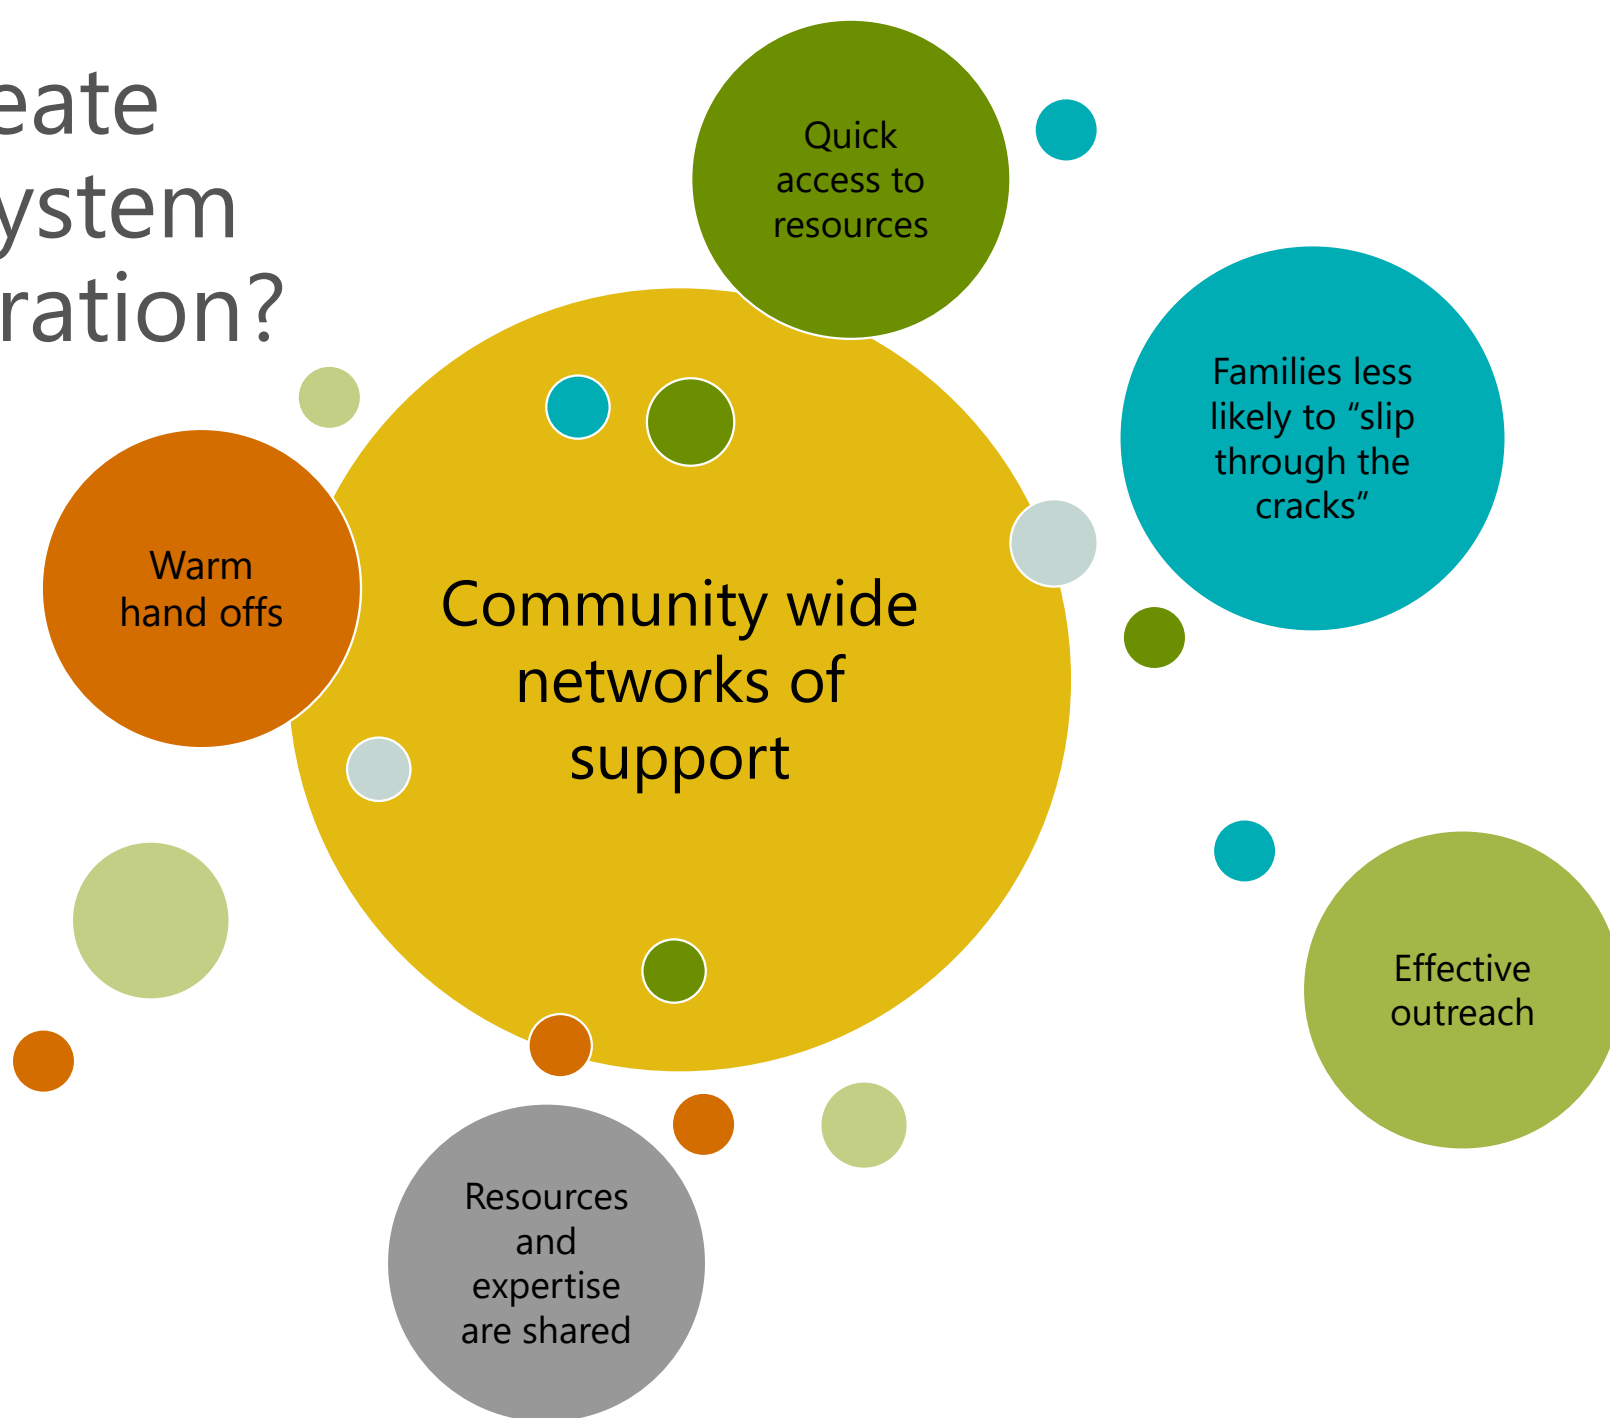 eate
ystem
ration?
Quick
access to
resources
Families less
likely to “slip
through the
cracks”
Warm
hand offs
Community wide
networks of
support
Effective
outreach
Resources
and
expertise
are shared